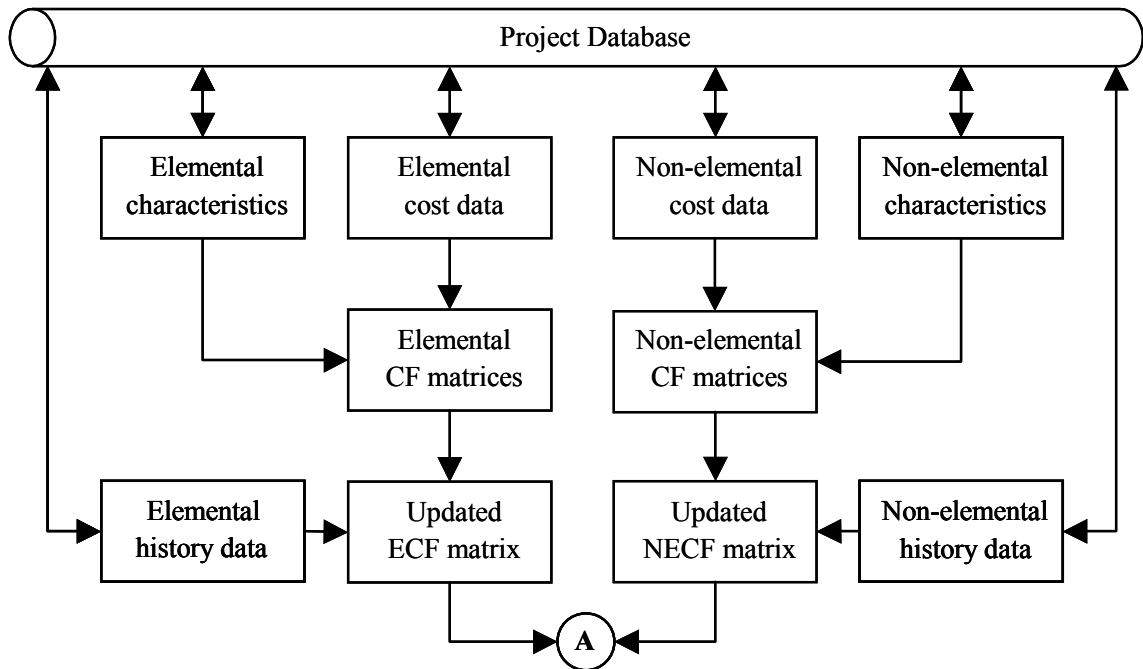 Project Database
Elemental
characteristics
Elemental
cost data
Non-elemental
cost data
Non-elemental
characteristics
Elemental
CF matrices
Non-elemental
CF matrices
Elemental
history data
Updated
ECF matrix
Updated
NECF matrix
Non-elemental
history data
A